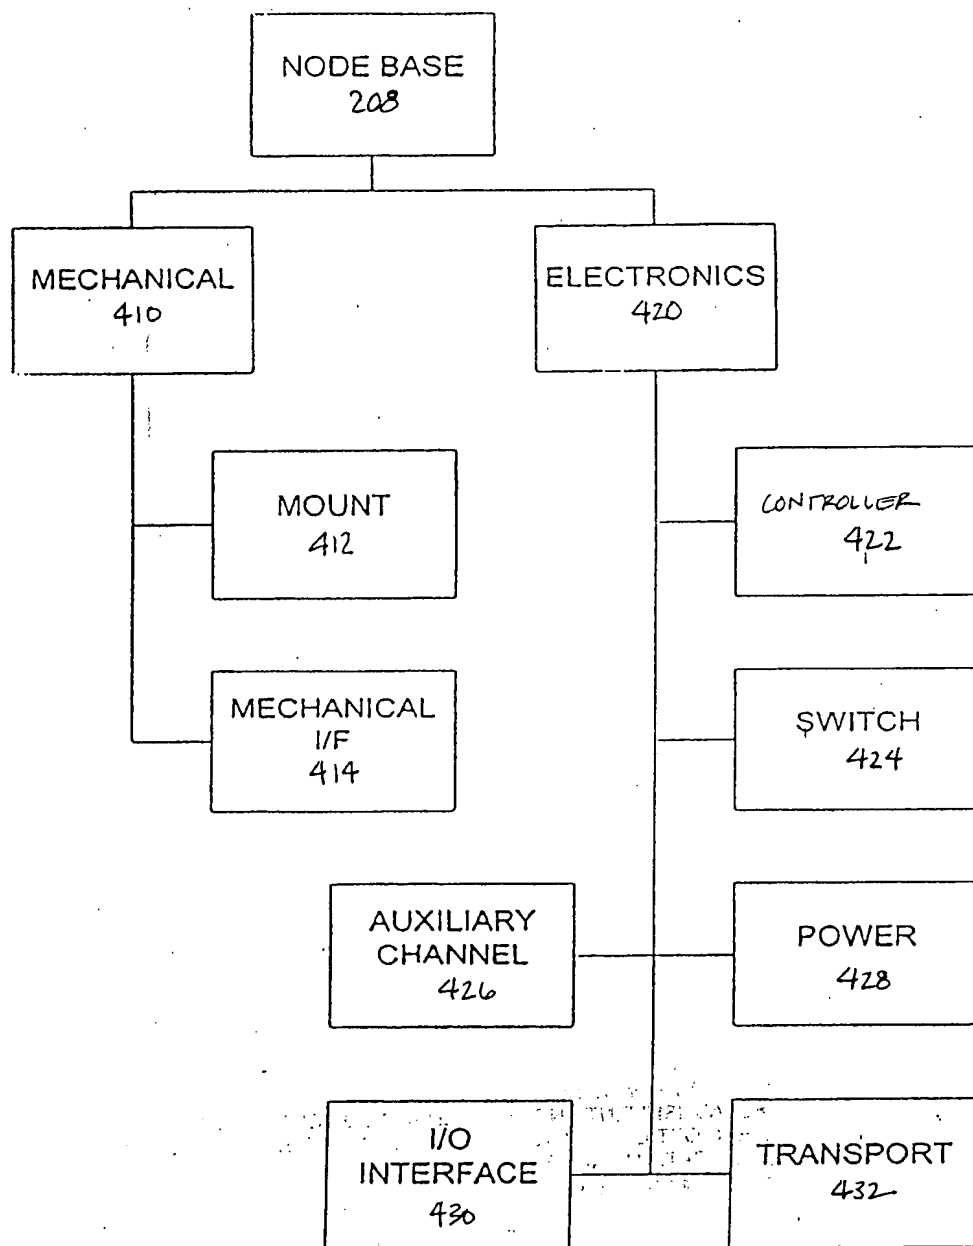 NODE BASE
208
MECHANICAL
410
ELECTRONICS
420
MOUNT
412
CONTROLLER
422
MECHANICAL
I/F
414
SWITCH
424
AUXILIARY
CHANNEL
426
POWER
428
I/O
INTERFACE
430
TRANSPORT
432